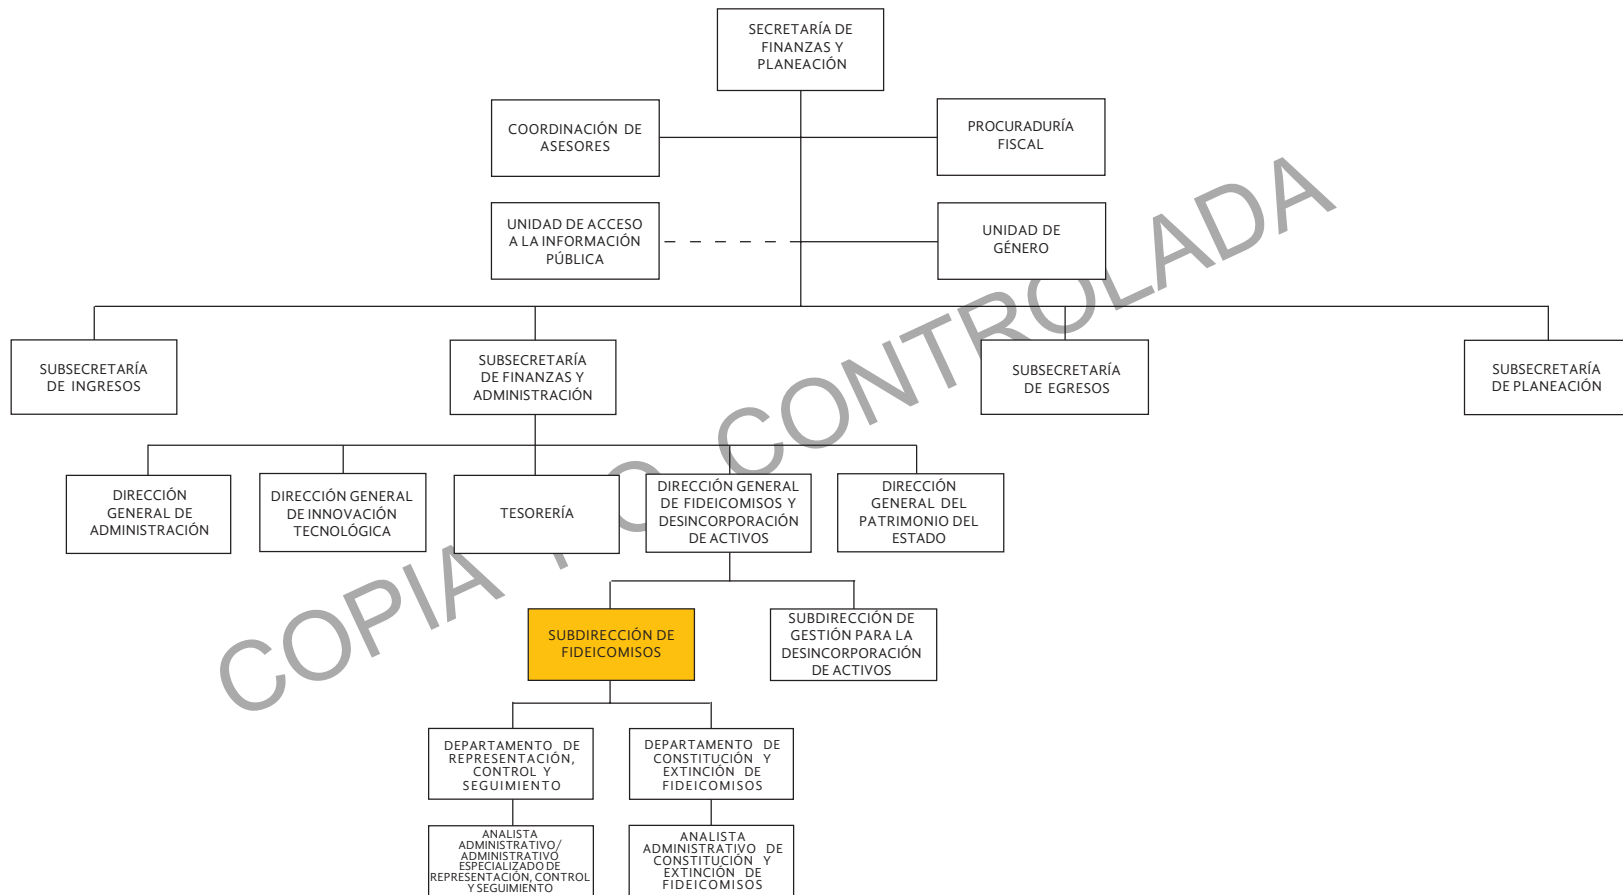 SECRETARÍA DE
FINANZAS Y
PLANEACIÓN
COORDINACIÓN DE
ASESORES
PROCURADURÍA
FISCAL
UNIDAD DE ACCESO
A LA INFORMACIÓN
PÚBLICA
UNIDAD DE
GÉNERO
SUBSECRETARÍA
DE INGRESOS
SUBSECRETARÍA
DE FINANZAS Y
ADMINISTRACIÓN
SUBSECRETARÍA
DE EGRESOS
SUBSECRETARÍA
DE PLANEACIÓN
DIRECCIÓN
GENERAL DE
ADMINISTRACIÓN
DIRECCIÓN GENERAL
DE INNOVACIÓN
TECNOLÓGICA
TESORERÍA
DIRECCIÓN GENERAL
DE FIDEICOMISOS Y
DESINCORPORACIÓN
DE ACTIVOS
DIRECCIÓN
GENERAL DEL
PATRIMONIO DEL
ESTADO
SUBDIRECCIÓN DE
FIDEICOMISOS
SUBDIRECCIÓN DE
GESTIÓN PARA LA
DESINCORPORACIÓN
DE ACTIVOS
DEPARTAMENTO DE
REPRESENTACIÓN,
CONTROL Y
SEGUIMIENTO
DEPARTAMENTO DE
CONSTITUCIÓN Y
EXTINCIÓN DE
FIDEICOMISOS
ANALISTA
ADMINISTRATIVO/
ADMINISTRATIVO
ESPECIALIZADO DE
REPRESENTACIÓN, CONTROL
Y SEGUIMIENTO
ANALISTA
ADMINISTRATIVO DE
CONSTITUCIÓN Y
EXTINCIÓN DE
FIDEICOMISOS
COPIA CONTROLADA